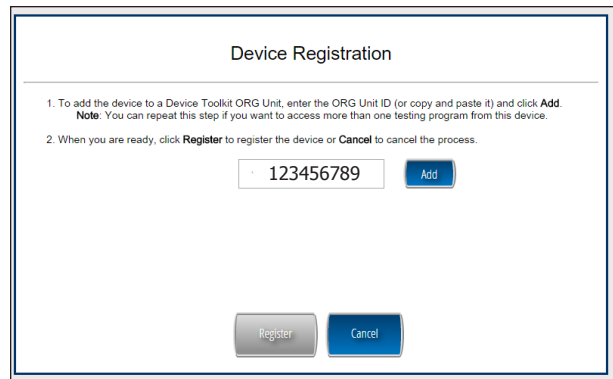 Device Registration
1. To add the device to a Device Toolkit ORG Unit, enter the ORG Unit ID (or copy and paste it) and click Add.
Note: You can repeat this step if you want to access more than one testing program from this device.
2. When you are ready, click Register to register the device or Cancel to cancel the process.
123456789 Add
Register Cancel